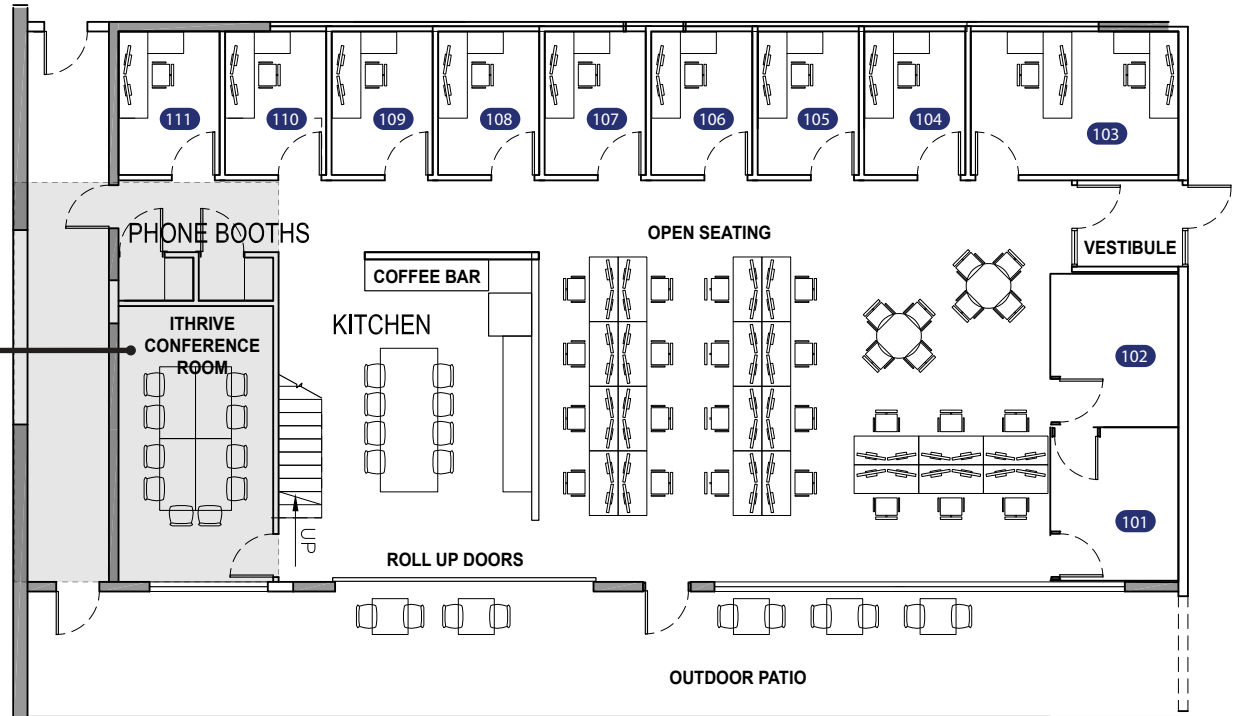 111
110
109
108
107
106
105
104
103
PHONE BOOTHS
OPEN SEATING
VESTIBULE
COFFEE BAR
KITCHEN
ITHRIVE
CONFERENCE
ROOM
102
101
UP
ROLL UP DOORS
OUTDOOR PATIO